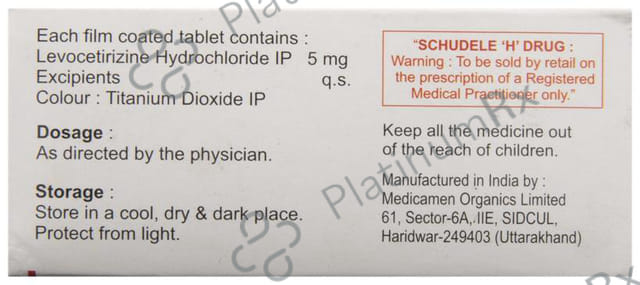 Each film coated tablet contains :
Levocetirizine Hydrochloride IP 5 mg
Excipients q.s.
Colour : Titanium Dioxide IP
Dosage :
As directed by the physician.
Storage :
Store in a cool, dry & dark place.
Protect from light.
"SCHUDELE 'H' DRUG :
Warning : To be sold by retail on
the prescription of a Registered
Medical Practitioner only."
Keep all the medicine out
of the reach of children.
Manufactured in India by :
Medicamen Organics Limited
61, Sector-6A, IIE, SIDCUL,
Haridwar-249403 (Uttarakhand)
PlatinumRx